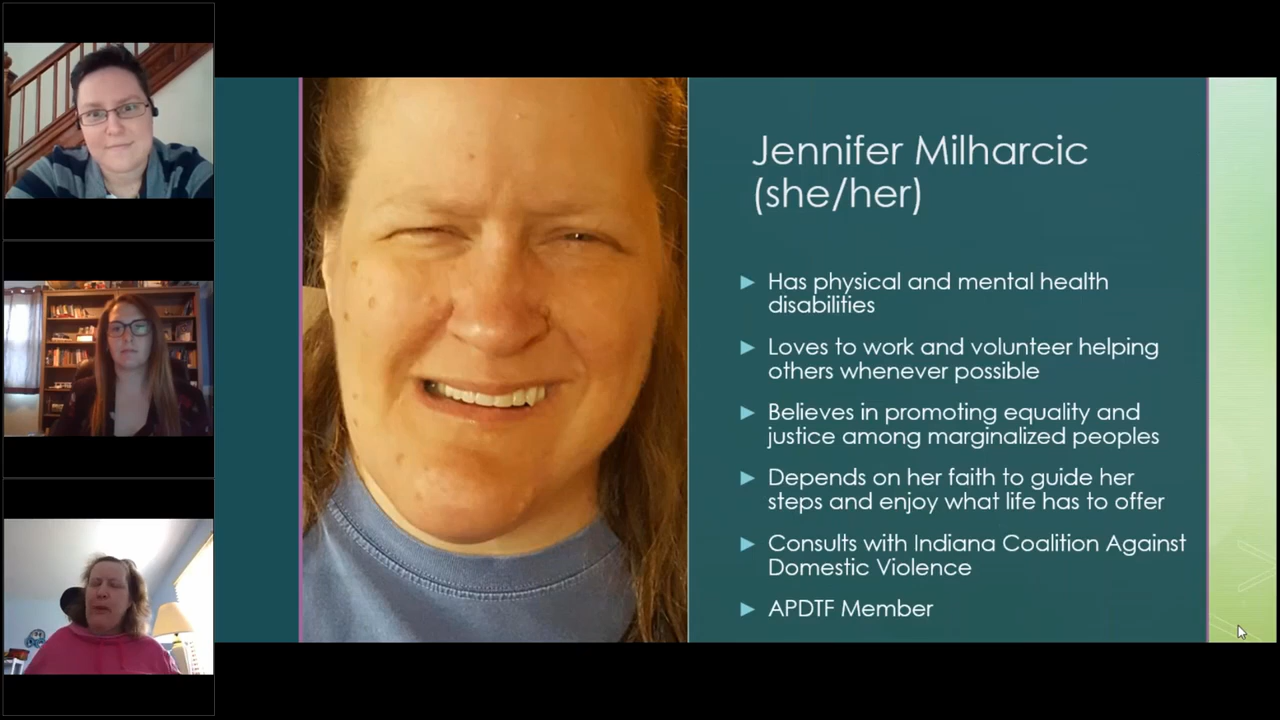 Jennifer Milharcic
(she/her)
Has physical and mental health
disabilities
Loves to work and volunteer helping
others whenever possible
Believes in promoting equality and
justice among marginalized peoples
Depends on her faith to guide her
steps and enjoy what life has to offer
Consults with Indiana Coalition Against
Domestic Violence
APDTF Member